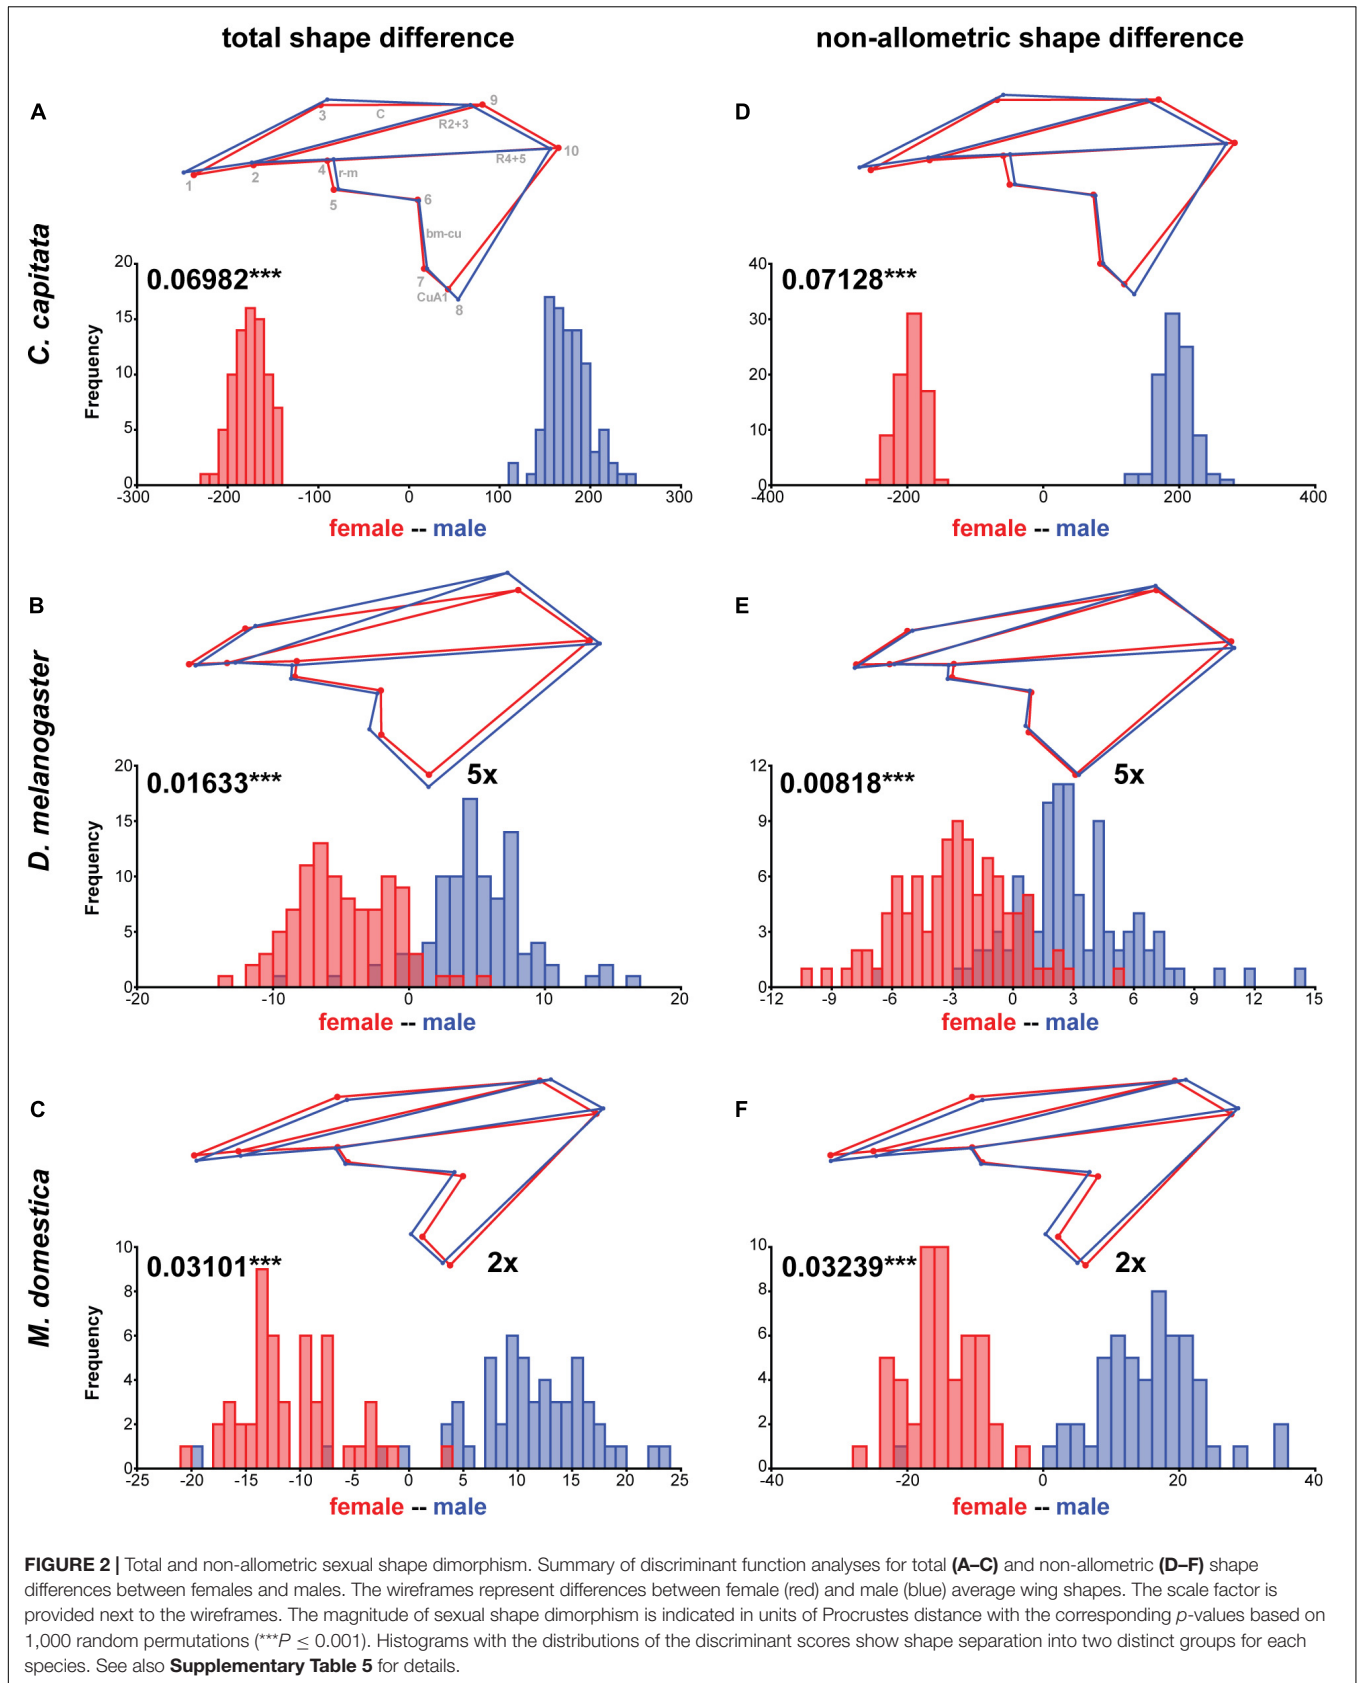 total shape difference
non-allometric shape difference
A
D
C. capitata
3
C
9
R2+3
R4+5
10
1
2
4
r-m
5
6
bm-cu
7
CuA1
8
0.06982***
Frequency
20
15
10
5
0
-300
-200
-100
0
100
200
300
female -- male
0.07128***
40
30
20
10
0
-400
-200
0
200
400
female -- male
B
E
D. melanogaster
0.01633***
5x
Frequency
20
15
10
5
0
-20
-10
0
10
20
female -- male
0.00818***
5x
12
9
6
3
0
-12
-9
-6
-3
0
3
6
9
12
15
female -- male
C
F
M. domestica
0.03101***
2x
Frequency
10
8
6
4
2
0
-25
-20
-15
-10
-5
0
5
10
15
20
25
female -- male
0.03239***
2x
10
8
6
4
2
0
-40
-20
0
20
40
female -- male
FIGURE 2 | Total and non-allometric sexual shape dimorphism. Summary of discriminant function analyses for total (A–C) and non-allometric (D–F) shape
differences between females and males. The wireframes represent differences between female (red) and male (blue) average wing shapes. The scale factor is
provided next to the wireframes. The magnitude of sexual shape dimorphism is indicated in units of Procrustes distance with the corresponding p-values based on
1,000 random permutations (***P ≤ 0.001). Histograms with the distributions of the discriminant scores show shape separation into two distinct groups for each
species. See also Supplementary Table 5 for details.